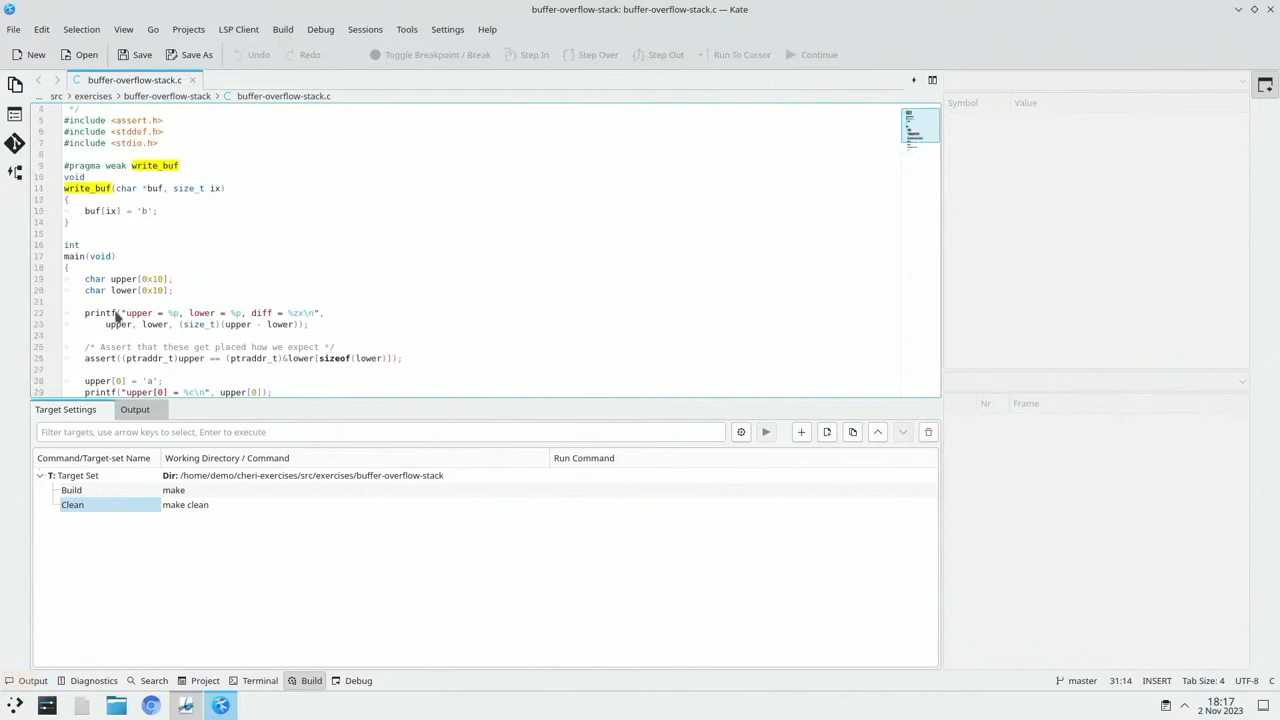 buffer-overflow-stack: buffer-overflow-stack.c — Kate
File Edit Selection View Go Projects LSP Client Build Debug Sessions Tools Settings Help
New Open Save Save As Undo Redo Toggle Breakpoint / Break Step In Step Over Step Out Run To Cursor Continue
buffer-overflow-stack.c
... src exercises buffer-overflow-stack buffer-overflow-stack.c
Symbol Value
4 */
5 #include <assert.h>
6 #include <stddef.h>
7 #include <stdio.h>
8
9 #pragma weak write_buf
10 void
11 write_buf(char *buf, size_t ix)
12 {
13 buf[ix] = 'b';
14 }
15
16 int
17 main(void)
18 {
19 char upper[0x10];
20 char lower[0x10];
21
22 printf("upper = %p, lower = %p, diff = %zx\n",
23 upper, lower, (size_t)(upper - lower));
24
25 /* Assert that these get placed how we expect */
26 assert((ptraddr_t)upper == (ptraddr_t)&lower[sizeof(lower)]);
27
28 upper[0] = 'a';
29 printf("upper[0] = %c\n", upper[0]);
Nr Frame
Target Settings Output
Filter targets, use arrow keys to select, Enter to execute
Command/Target-set Name Working Directory / Command Run Command
T: Target Set Dir: /home/demo/cheri-exercises/src/exercises/buffer-overflow-stack
Build make
Clean make clean
Output Diagnostics Search Project Terminal Build Debug master 31:14 INSERT Tab Size: 4 UTF-8 C
18:17
2 Nov 2023